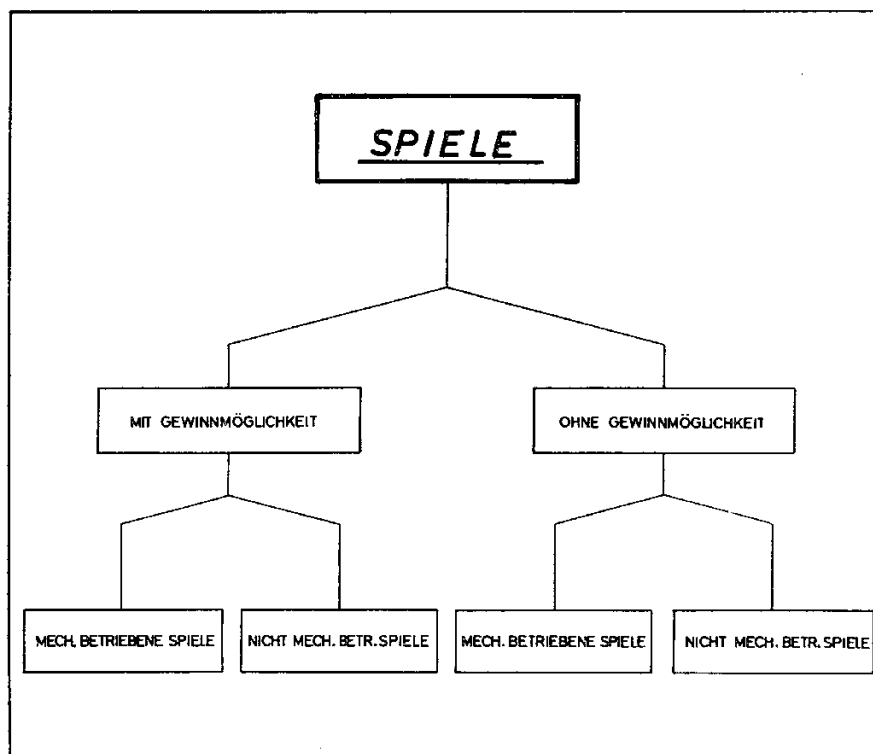 SPIELE
MIT GEWINNMÖGLICHKEIT
OHNE GEWINNMÖGLICHKEIT
MECH. BETRIEBENE SPIELE
NICHT MECH. BETR. SPIELE
MECH. BETRIEBENE SPIELE
NICHT MECH. BETR. SPIELE